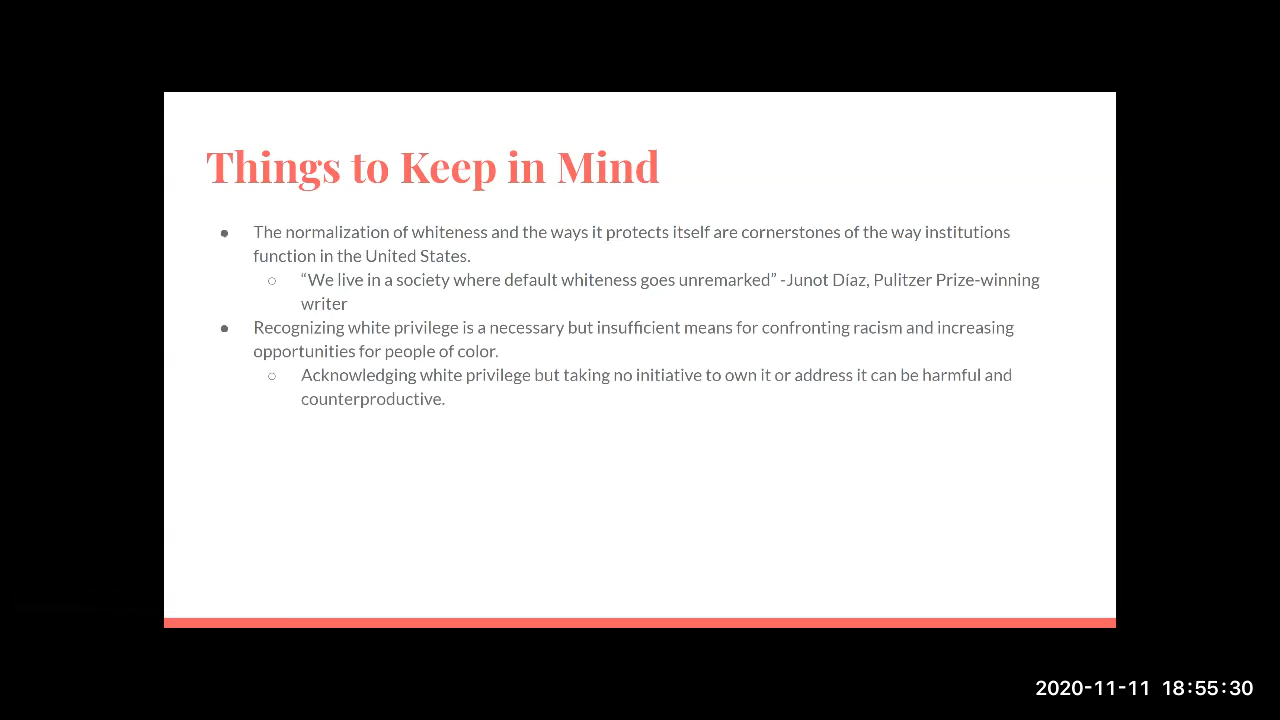 Things to Keep in Mind
● The normalization of whiteness and the ways it protects itself are cornerstones of the way institutions
function in the United States.
○ “We live in a society where default whiteness goes unremarked” -Junot Díaz, Pulitzer Prize-winning
writer
● Recognizing white privilege is a necessary but insufficient means for confronting racism and increasing
opportunities for people of color.
○ Acknowledging white privilege but taking no initiative to own it or address it can be harmful and
counterproductive.
2020-11-11 18:55:30